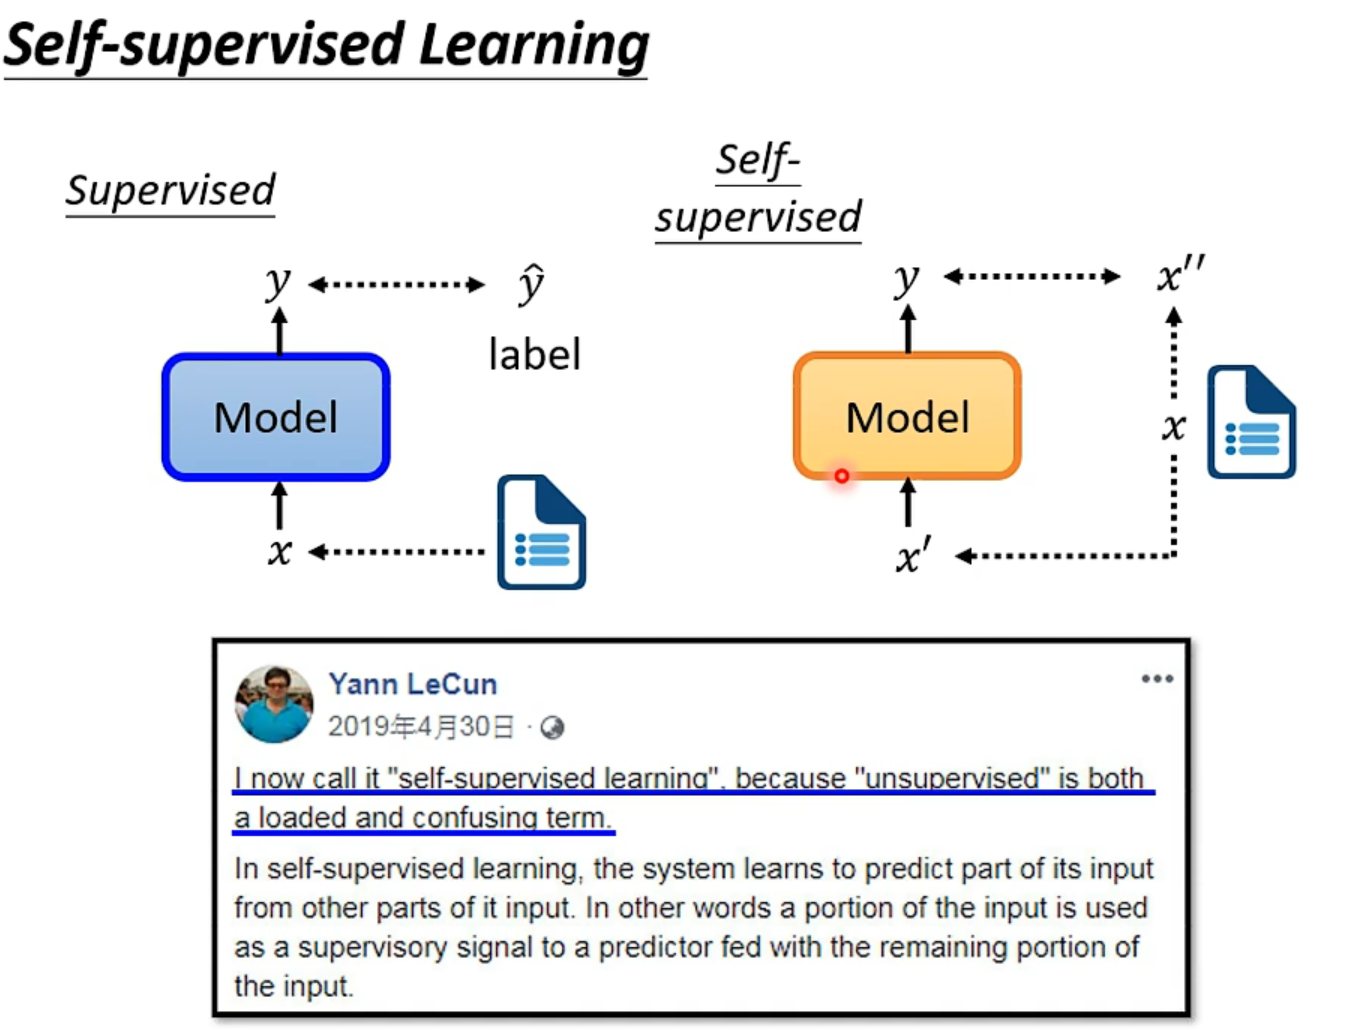 Self-supervised Learning
Supervised
Self-
supervised
y
ŷ
label
Model
x
y
x′′
Model
x
x′
Yann LeCun
2019年4月30日 ·
I now call it "self-supervised learning", because "unsupervised" is both
a loaded and confusing term.
In self-supervised learning, the system learns to predict part of its input
from other parts of it input. In other words a portion of the input is used
as a supervisory signal to a predictor fed with the remaining portion of
the input.